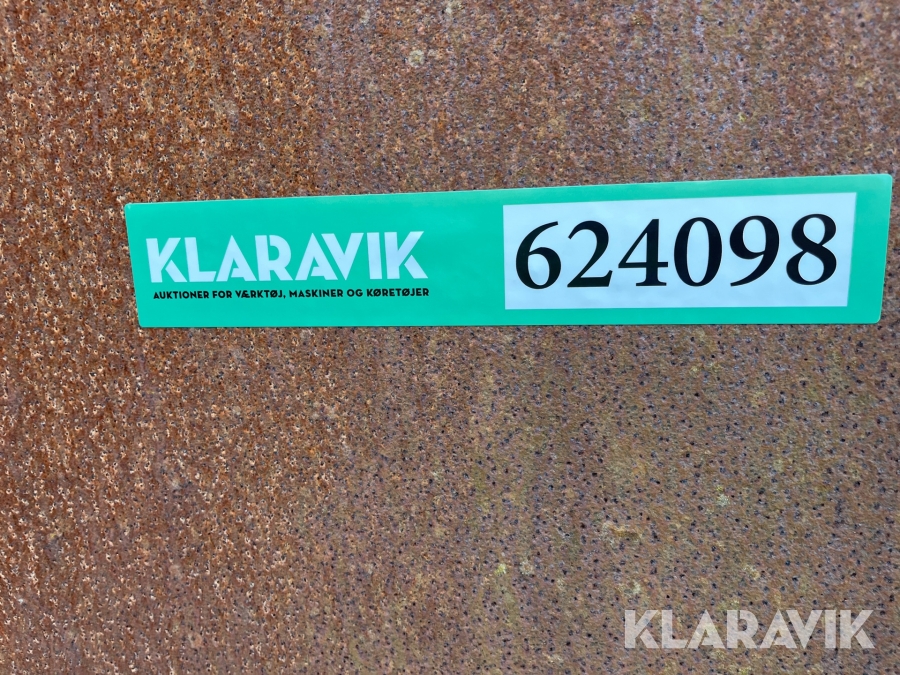 KLARAVIK
AUKTIONER FOR VÆRKTØJ, MASKINER OG KØRETØJER
624098
KLARAVIK